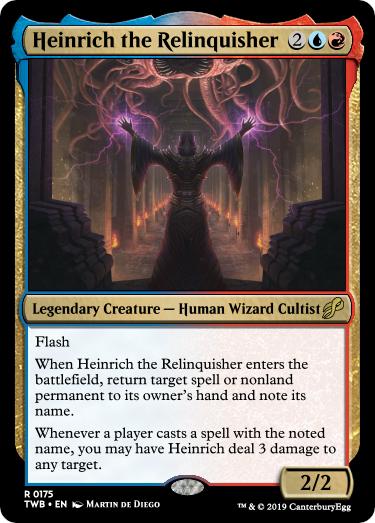 Heinrich the Relinquisher 2
Legendary Creature — Human Wizard Cultist
Flash
When Heinrich the Relinquisher enters the
battlefield, return target spell or nonland
permanent to its owner's hand and note its
name.
Whenever a player casts a spell with the noted
name, you may have Heinrich deal 3 damage to
any target.
2/2
R 0175
TWB • EN Martin de Diego
™ & © 2019 CanterburyEgg